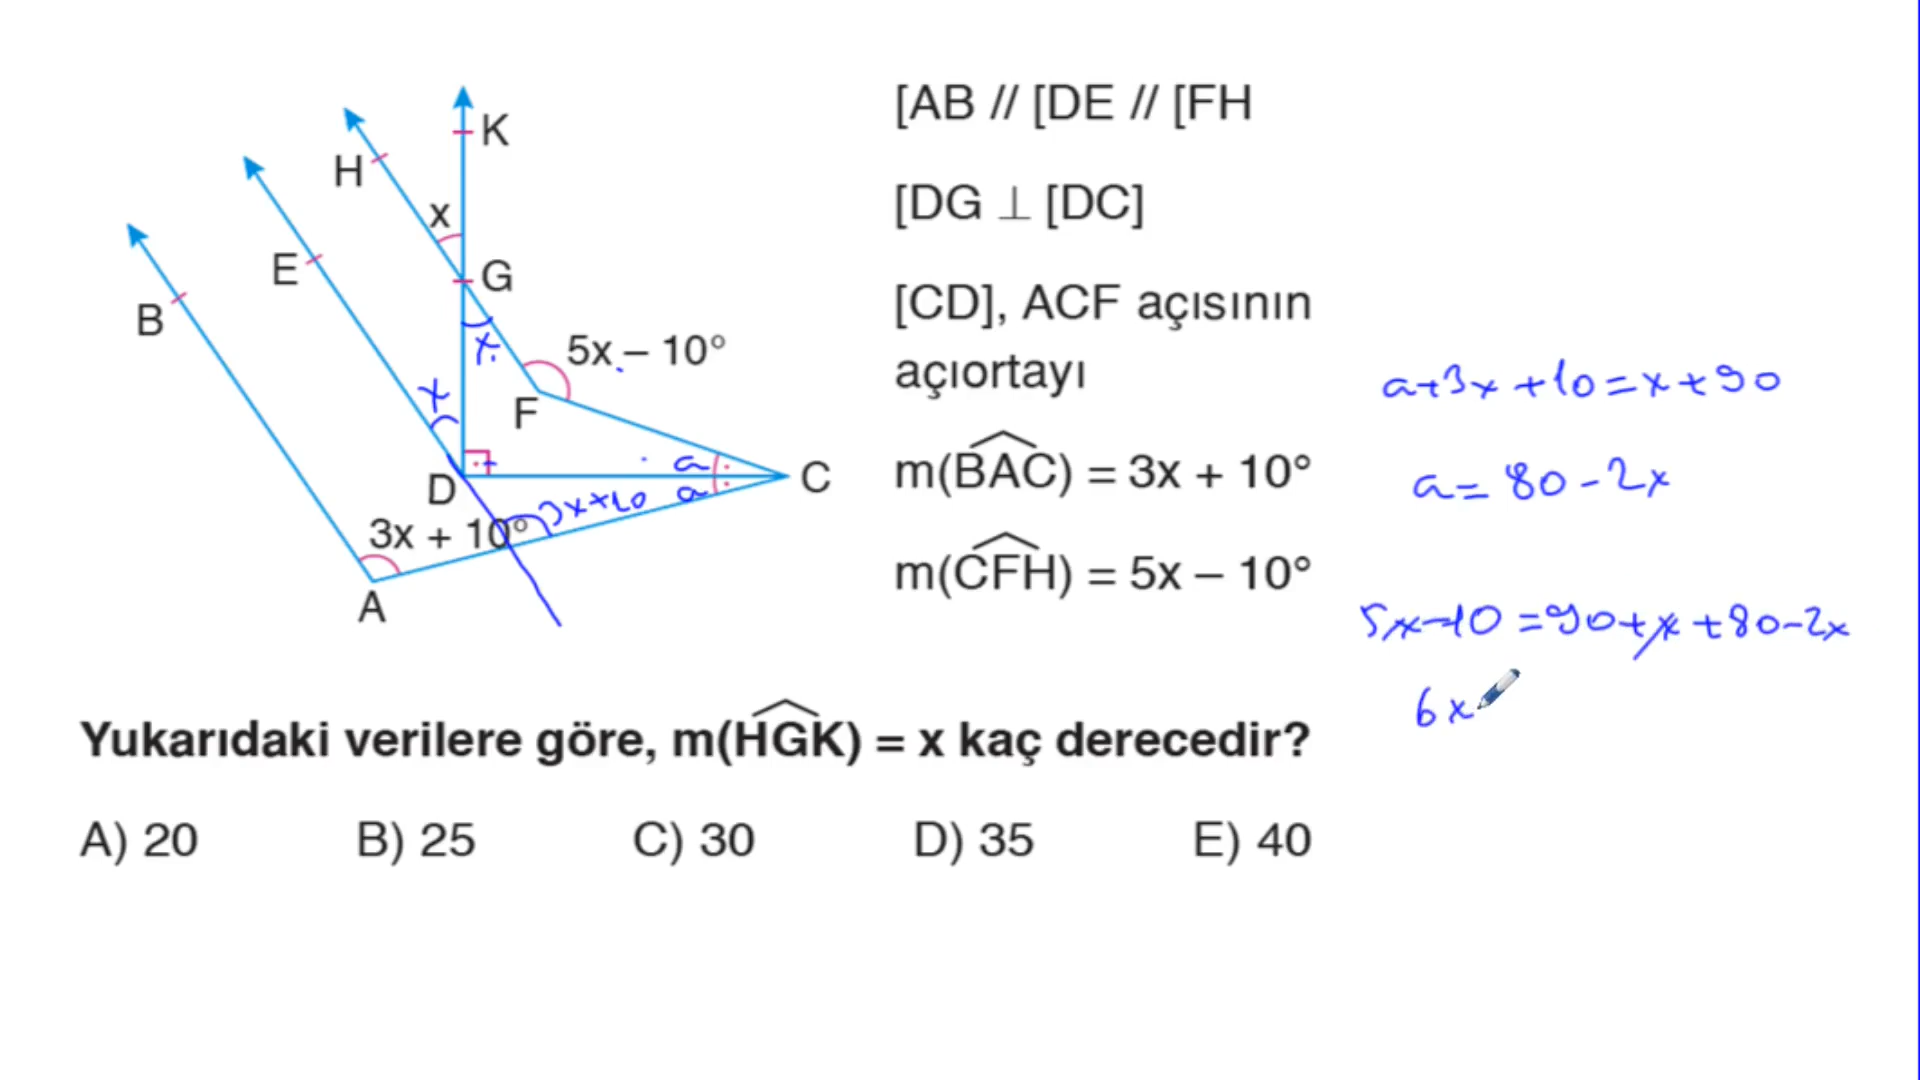 K
H
x
G
E
B
5x – 10°
x
x
F
D
a
a
C
3x+10
3x + 10°
A
[AB // [DE // [FH
[DG ⊥ [DC]
[CD], ACF açısının
açıortayı
m(BAC) = 3x + 10°
m(CFH) = 5x – 10°
a+3x+10=x+90
a=80-2x
5x-10=90+x+80-2x
6x
Yukarıdaki verilere göre, m(HGK) = x kaç derecedir?
A) 20 B) 25 C) 30 D) 35 E) 40